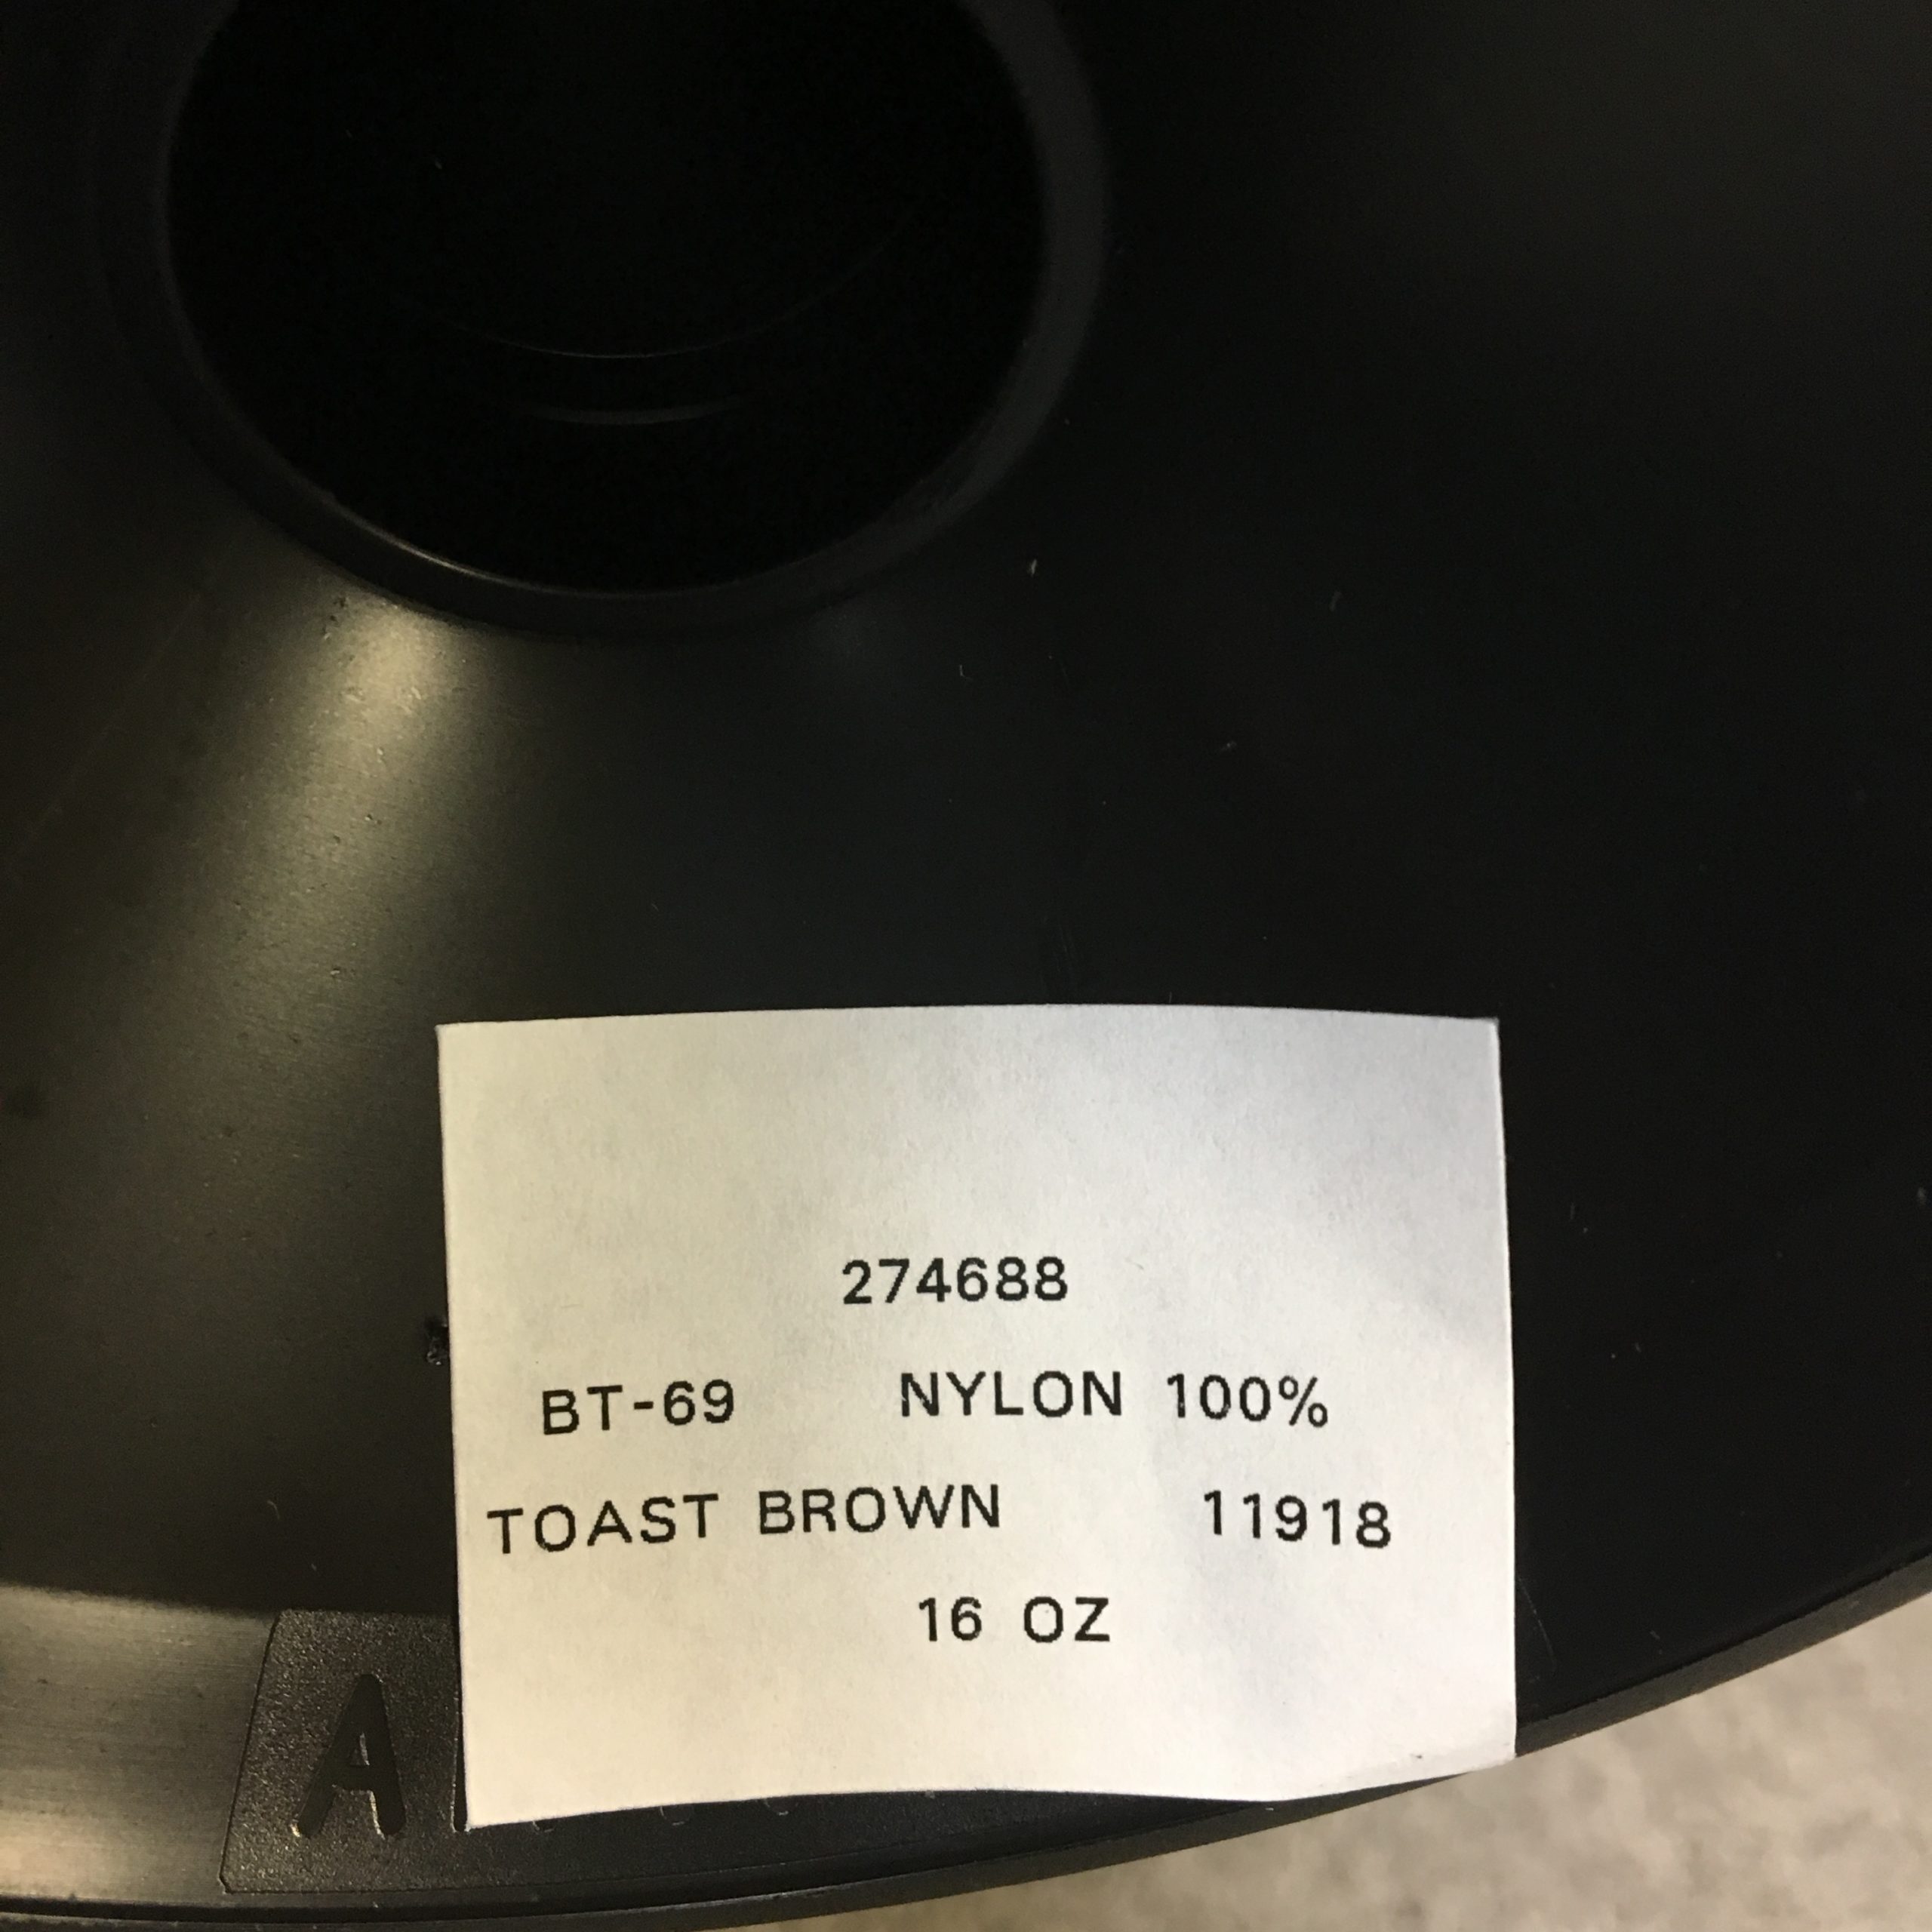 274688
BT-69 NYLON 100%
TOAST BROWN 11918
16 OZ
A